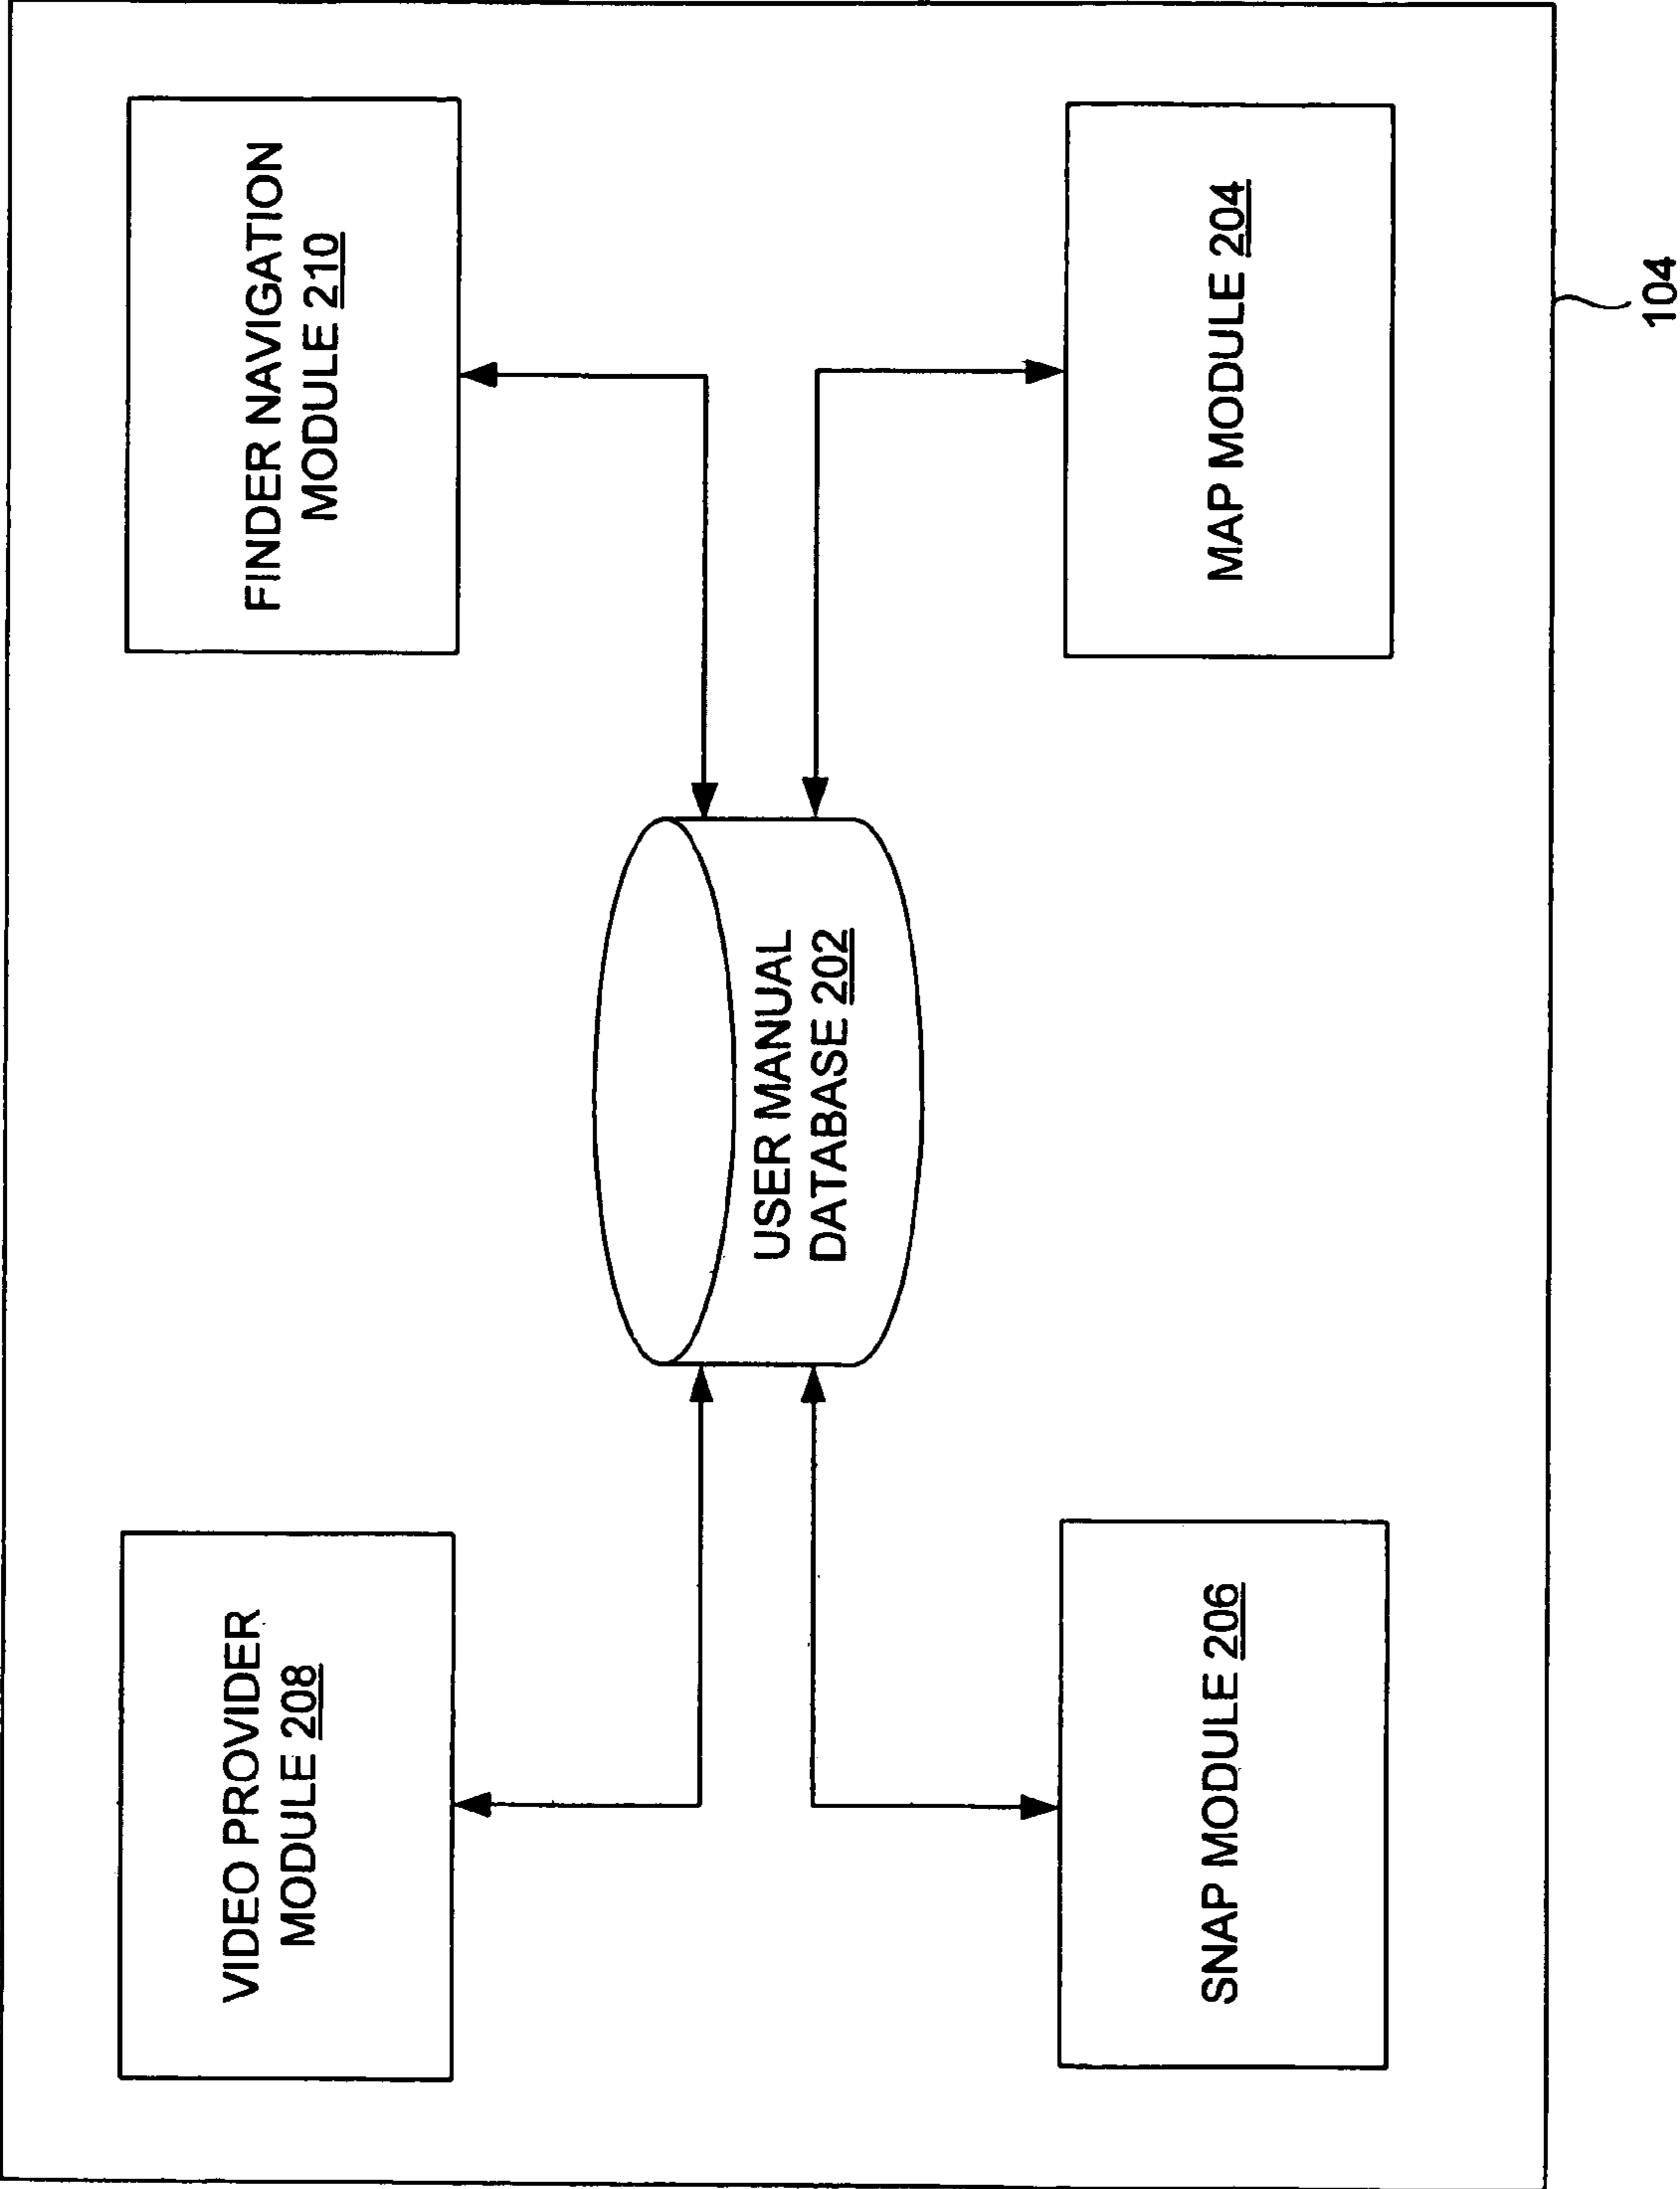 VIDEO PROVIDER
MODULE 208
FINDER NAVIGATION
MODULE 210
USER MANUAL
DATABASE 202
SNAP MODULE 206
MAP MODULE 204
104